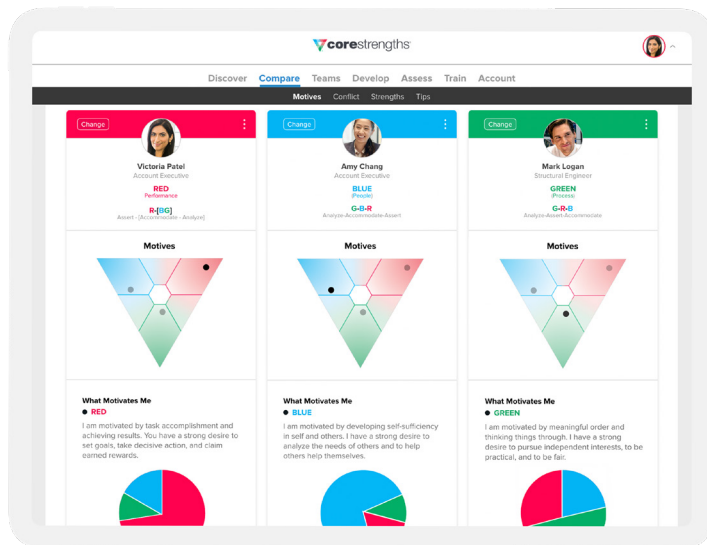 corestrengths
Discover Compare Teams Develop Assess Train Account
Motives Conflict Strengths Tips
Change
Victoria Patel
Account Executive
RED
Performance
R-[BG]
Assert - [Accommodate - Analyze]
Motives
What Motivates Me
RED
I am motivated by task accomplishment and
achieving results. You have a strong desire to
set goals, take decisive action, and claim
earned rewards.
Change
Amy Chang
Account Executive
BLUE
(People)
G-B-R
Analyze-Accommodate-Assert
Motives
What Motivates Me
BLUE
I am motivated by developing self-sufficiency
in self and others. I have a strong desire to
analyze the needs of others and to help
others help themselves.
Change
Mark Logan
Structural Engineer
GREEN
(Process)
G-R-B
Analyze-Assert-Accommodate
Motives
What Motivates Me
GREEN
I am motivated by meaningful order and
thinking things through. I have a strong
desire to pursue independent interests, to be
practical, and to be fair.